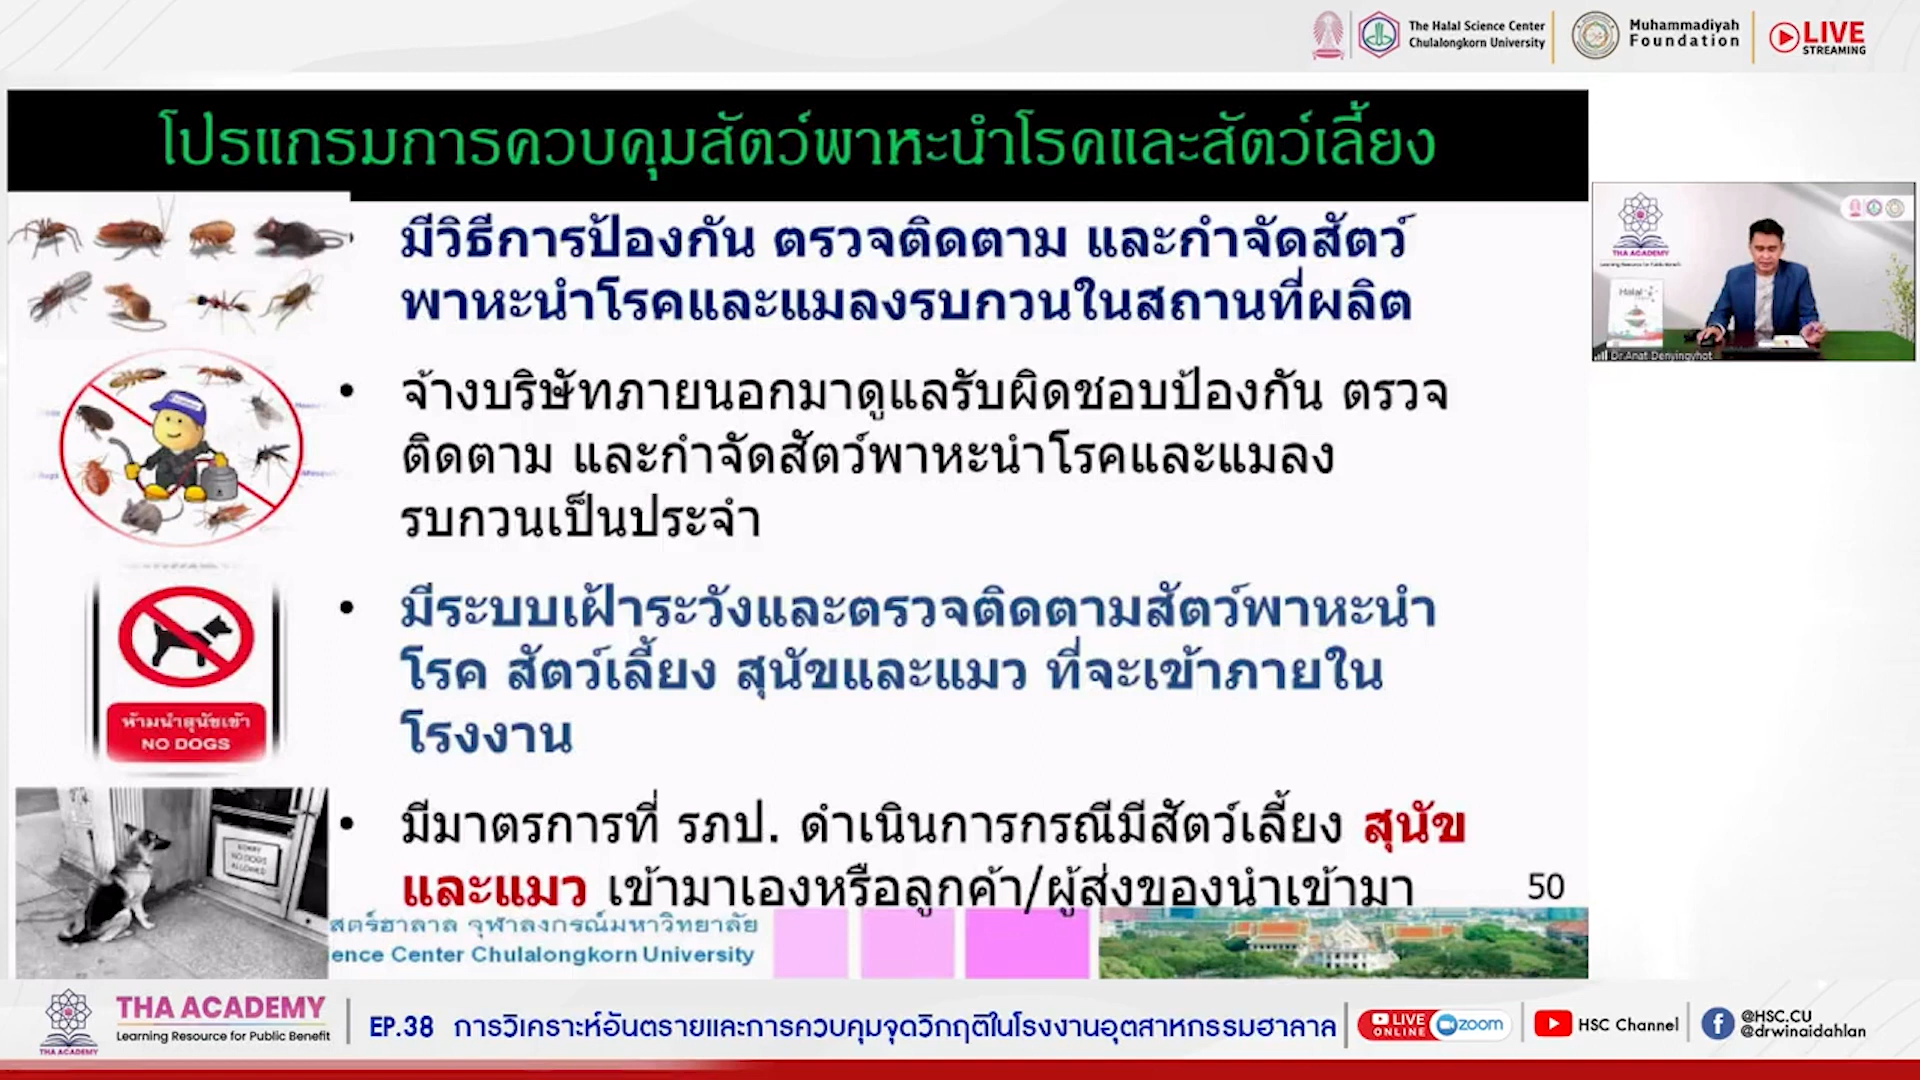 The Halal Science Center
Chulalongkorn University
Muhammadiyah
Foundation
LIVE
STREAMING
โปรแกรมการควบคุมสัตว์พาหะนำโรคและสัตว์เลี้ยง
มีวิธีการป้องกัน ตรวจติดตาม และกำจัดสัตว์
พาหะนำโรคและแมลงรบกวนในสถานที่ผลิต
• จ้างบริษัทภายนอกมาดูแลรับผิดชอบป้องกัน ตรวจ
ติดตาม และกำจัดสัตว์พาหะนำโรคและแมลง
รบกวนเป็นประจำ
• มีระบบเฝ้าระวังและตรวจติดตามสัตว์พาหะนำ
โรค สัตว์เลี้ยง สุนัขและแมว ที่จะเข้าภายใน
โรงงาน
• มีมาตรการที่ รภป. ดำเนินการกรณีมีสัตว์เลี้ยง สุนัข
และแมว เข้ามาเองหรือลูกค้า/ผู้ส่งของนำเข้ามา
50
ห้ามนำสุนัขเข้า
NO DOGS
SORRY
NO DOGS
ALLOWED
สตร์ฮาลาล จุฬาลงกรณ์มหาวิทยาลัย
ence Center Chulalongkorn University
THA ACADEMY
Halal
Dr.Anat Denyingyhot
THA ACADEMY
THA ACADEMY
Learning Resource for Public Benefit
EP.38 การวิเคราะห์อันตรายและการควบคุมจุดวิกฤติในโรงงานอุตสาหกรรมฮาลาล
LIVE
ONLINE
zoom
HSC Channel
@HSC.CU
@drwinaidahlan